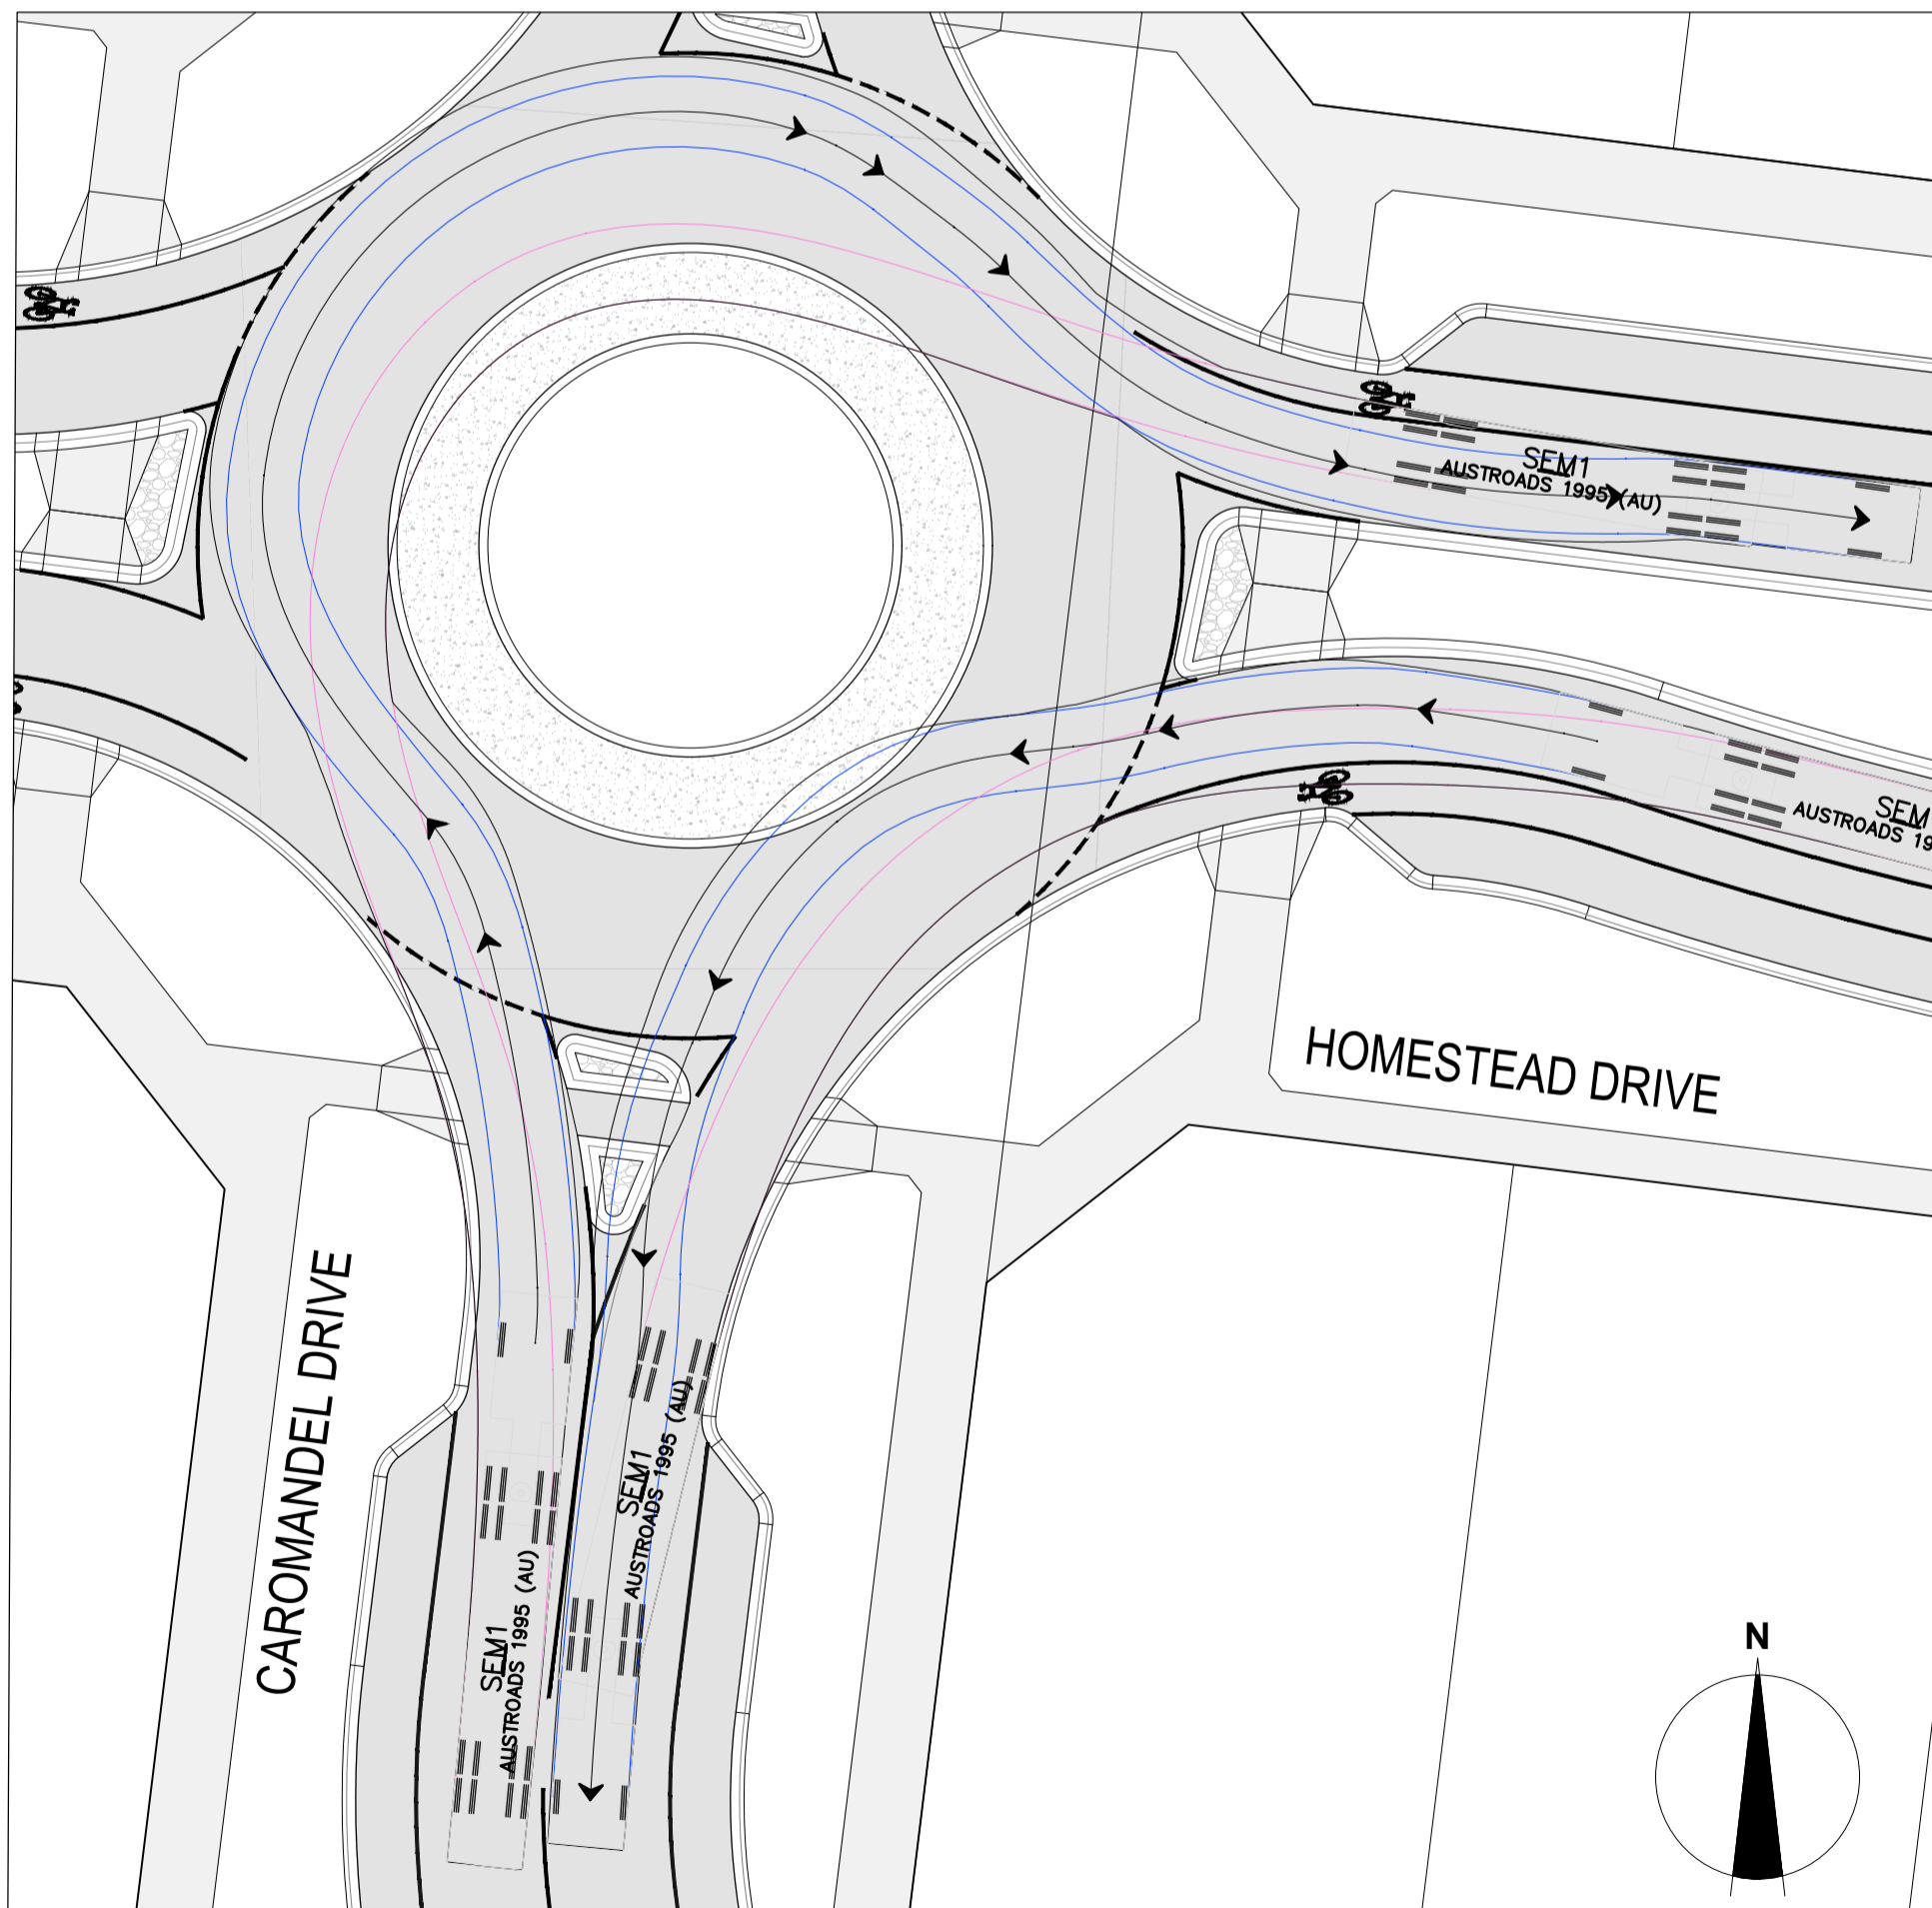 SEM1
AUSTROADS 1995 (AU)
SEM
AUSTROADS 19
HOMESTEAD DRIVE
CAROMANDEL DRIVE
SEM1
AUSTROADS 1995 (AU)
SEM1
AUSTROADS 1995 (AU)
N